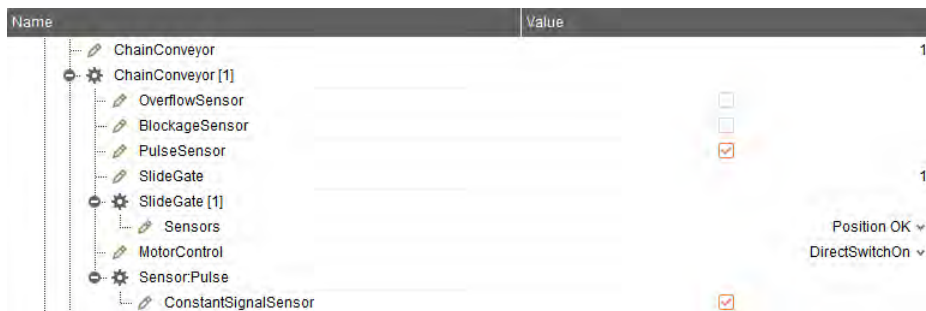 Name Value
ChainConveyor 1
ChainConveyor [1]
OverflowSensor
BlockageSensor
PulseSensor
SlideGate 1
SlideGate [1]
Sensors Position OK
MotorControl DirectSwitchOn
Sensor:Pulse
ConstantSignalSensor